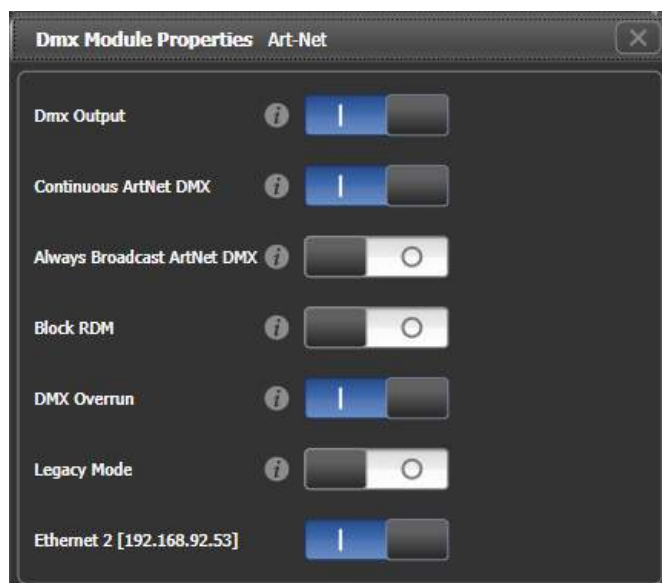 Dmx Module Properties Art-Net
Dmx Output
Continuous ArtNet DMX
Always Broadcast ArtNet DMX
Block RDM
DMX Overrun
Legacy Mode
Ethernet 2 [192.168.92.53]